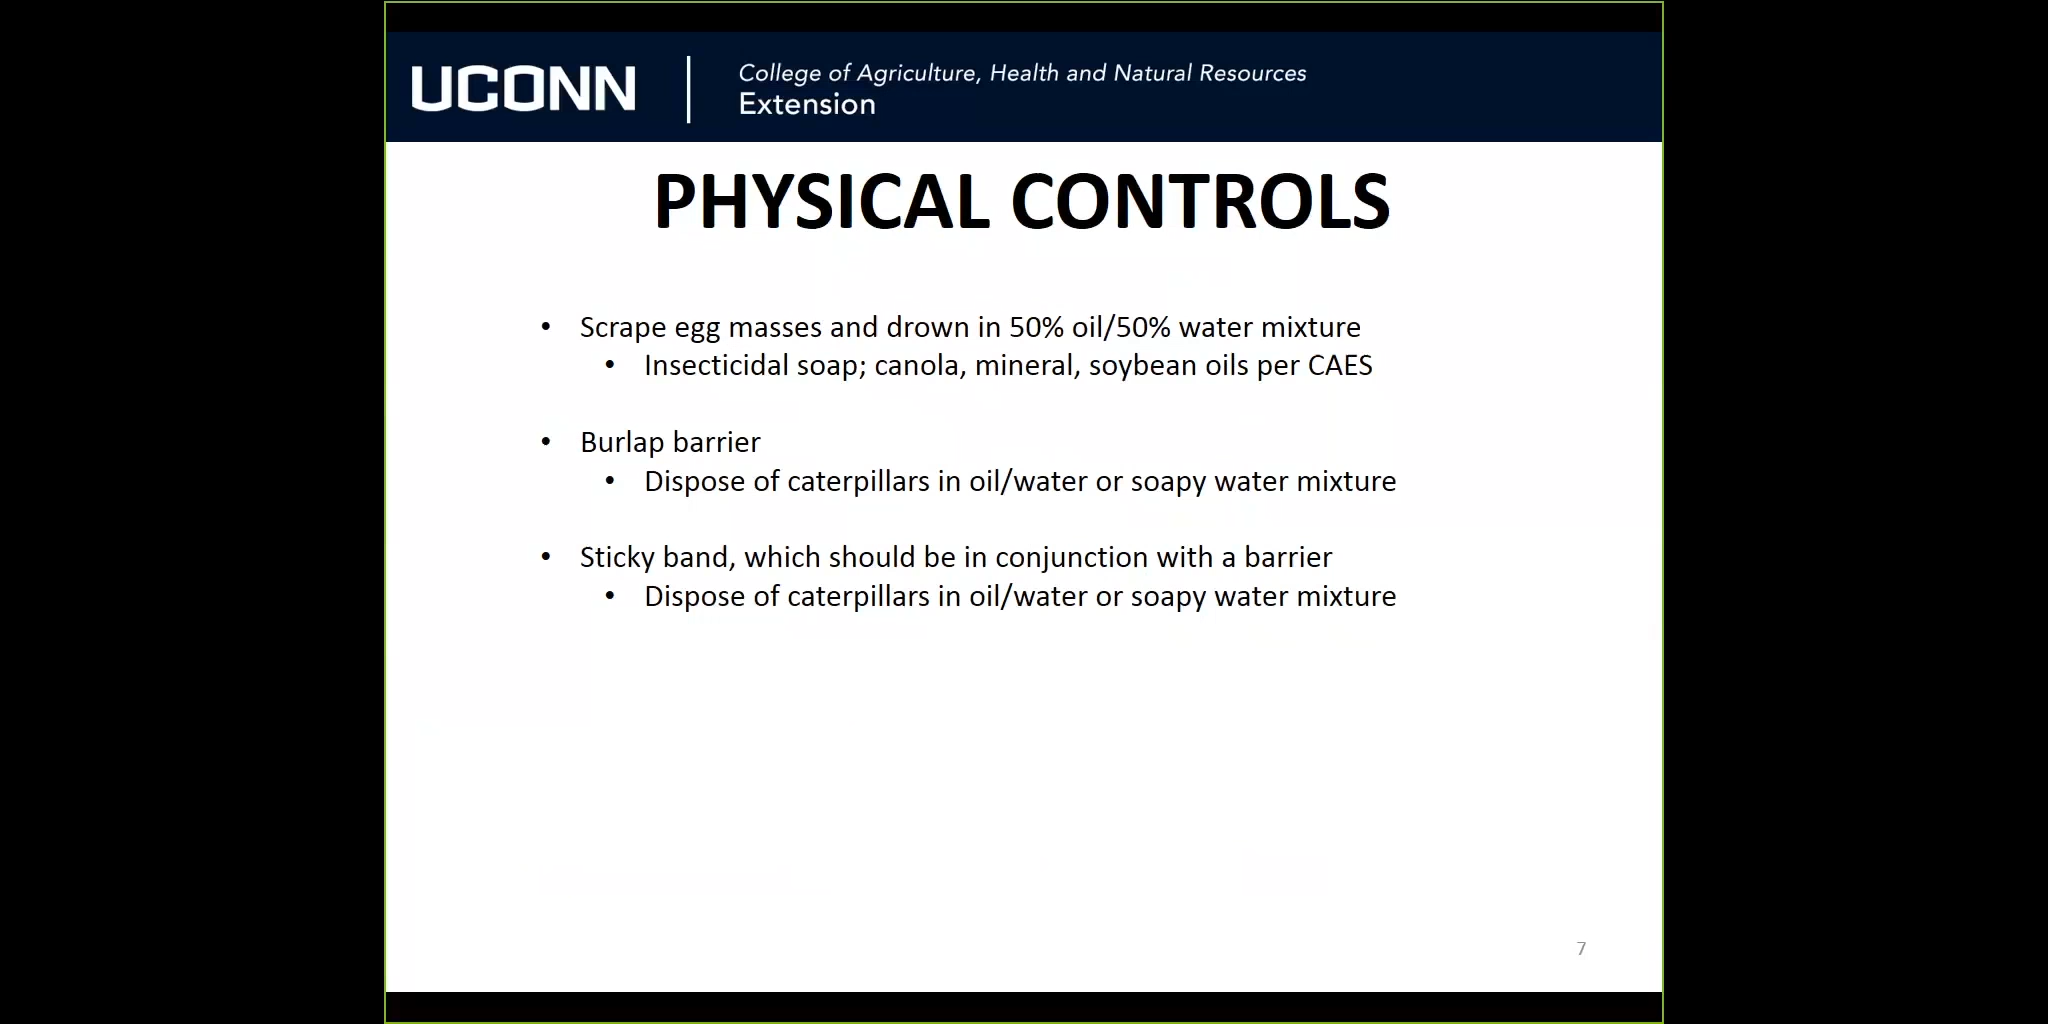 UCONN
College of Agriculture, Health and Natural Resources
Extension
PHYSICAL CONTROLS
• Scrape egg masses and drown in 50% oil/50% water mixture
• Insecticidal soap; canola, mineral, soybean oils per CAES
• Burlap barrier
• Dispose of caterpillars in oil/water or soapy water mixture
• Sticky band, which should be in conjunction with a barrier
• Dispose of caterpillars in oil/water or soapy water mixture
7